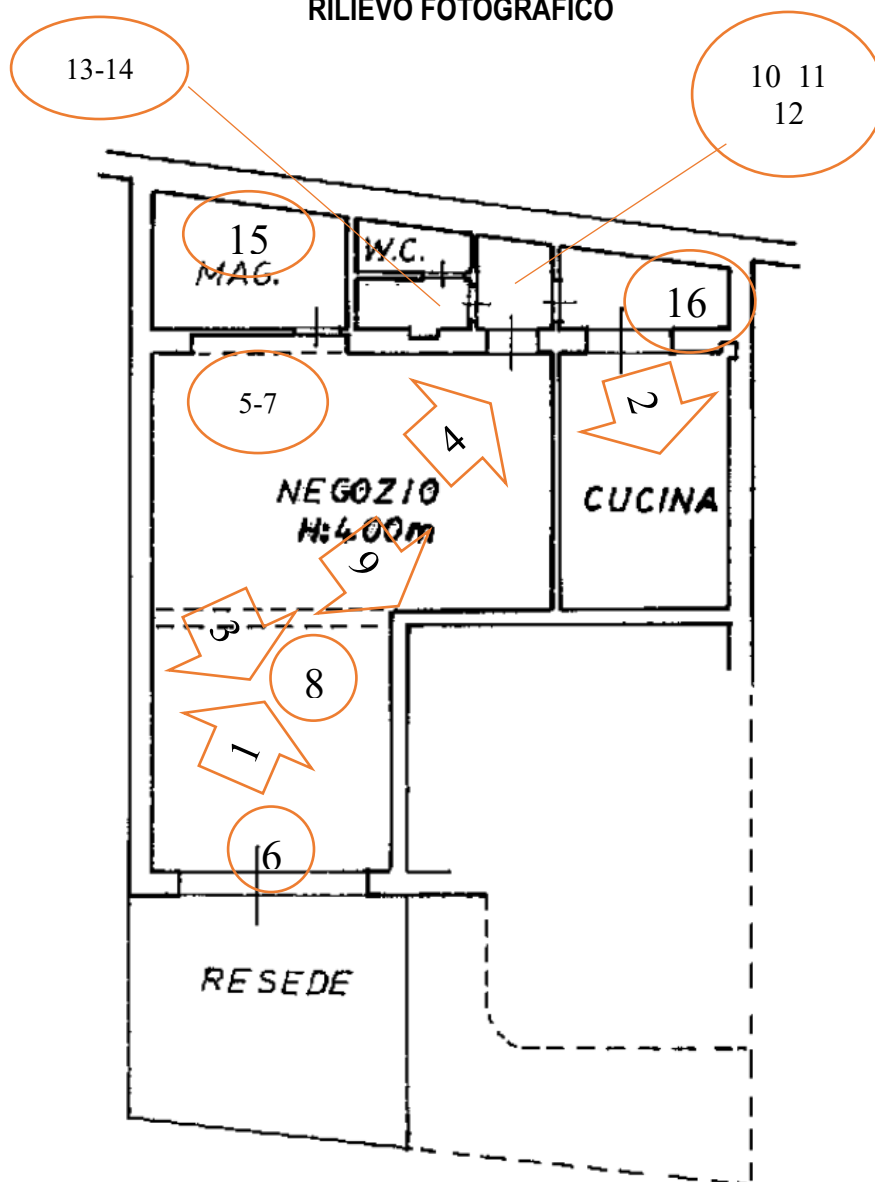 RILIEVO FOTOGRAFICO
13-14
10 11
12
15
MAG.
W.C.
16
5-7
2
4
NEGOZIO
H:4.00m
CUCINA
9
3
8
1
6
RESEDE